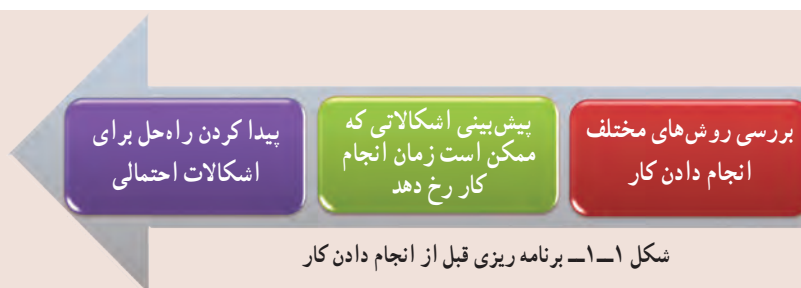 بررسی روش‌های مختلف
انجام دادن کار
پیش‌بینی اشکالاتی که
ممکن است زمان انجام
کار رخ دهد
پیدا کردن راه‌حل برای
اشکالات احتمالی
شکل ۱ــ۱ــ برنامه ریزی قبل از انجام دادن کار